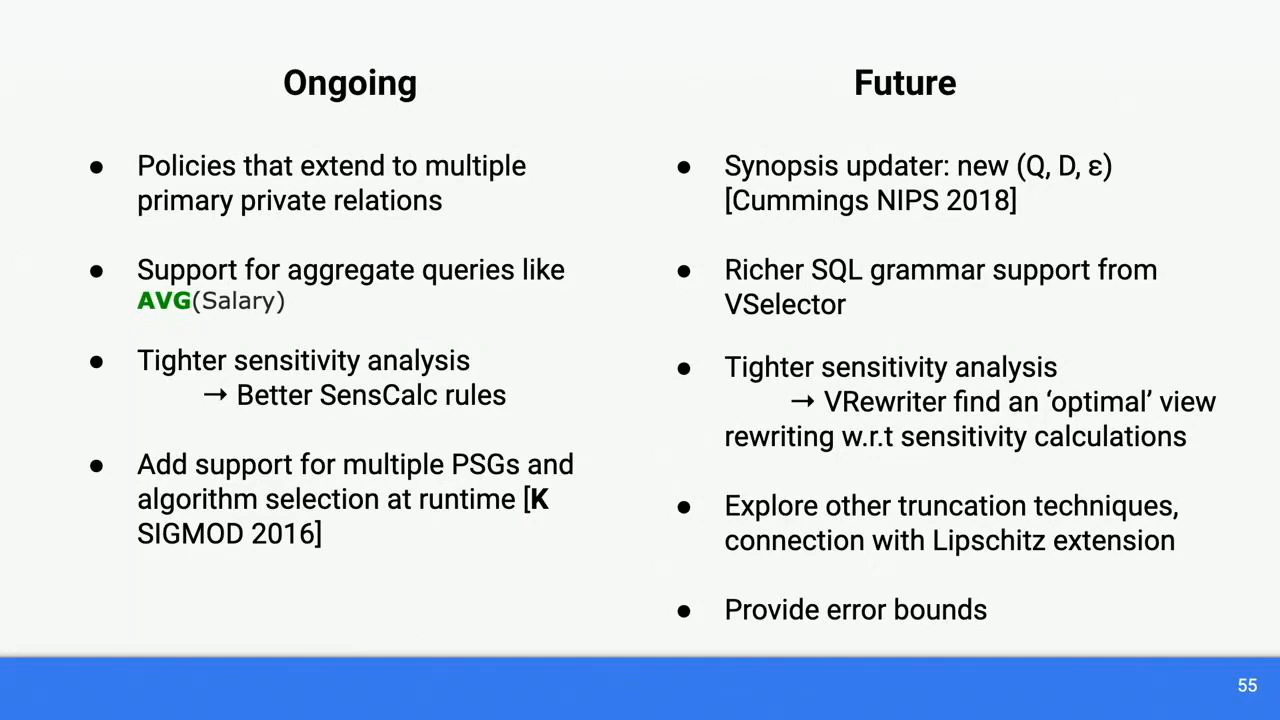 Ongoing
● Policies that extend to multiple
primary private relations
● Support for aggregate queries like
AVG(Salary)
● Tighter sensitivity analysis
→ Better SensCalc rules
● Add support for multiple PSGs and
algorithm selection at runtime [K
SIGMOD 2016]
Future
● Synopsis updater: new (Q, D, ε)
[Cummings NIPS 2018]
● Richer SQL grammar support from
VSelector
● Tighter sensitivity analysis
→ VRewriter find an ‘optimal’ view
rewriting w.r.t sensitivity calculations
● Explore other truncation techniques,
connection with Lipschitz extension
● Provide error bounds
55